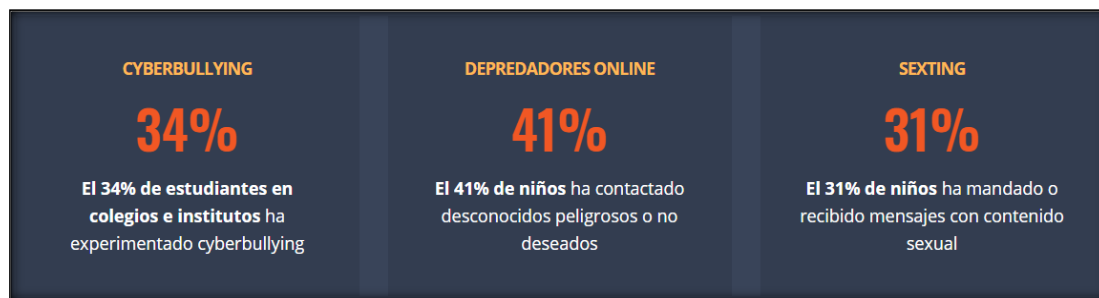 CYBERBULLYING
34%
El 34% de estudiantes en
colegios e institutos ha
experimentado cyberbullying
DEPREDADORES ONLINE
41%
El 41% de niños ha contactado
desconocidos peligrosos o no
deseados
SEXTING
31%
El 31% de niños ha mandado o
recibido mensajes con contenido
sexual